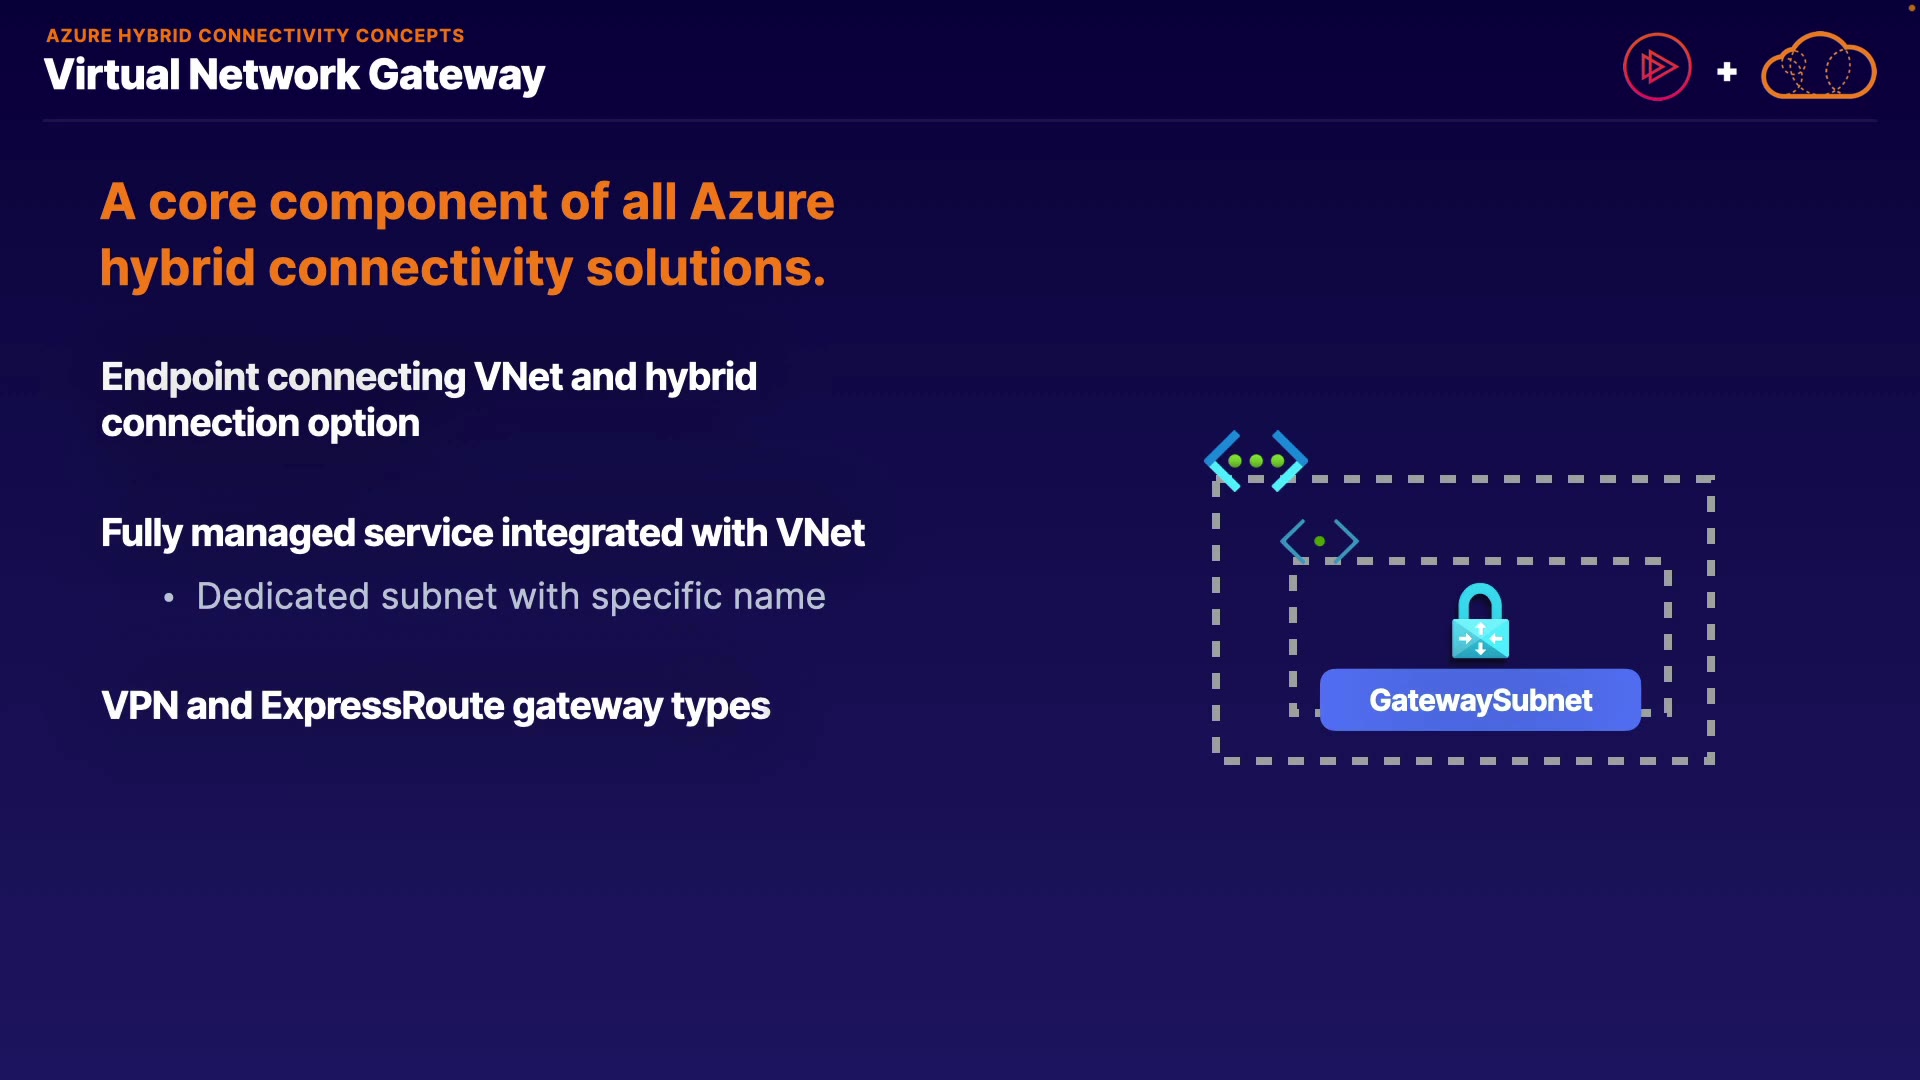 AZURE HYBRID CONNECTIVITY CONCEPTS
Virtual Network Gateway
A core component of all Azure
hybrid connectivity solutions.
Endpoint connecting VNet and hybrid
connection option
Fully managed service integrated with VNet
• Dedicated subnet with specific name
VPN and ExpressRoute gateway types
GatewaySubnet